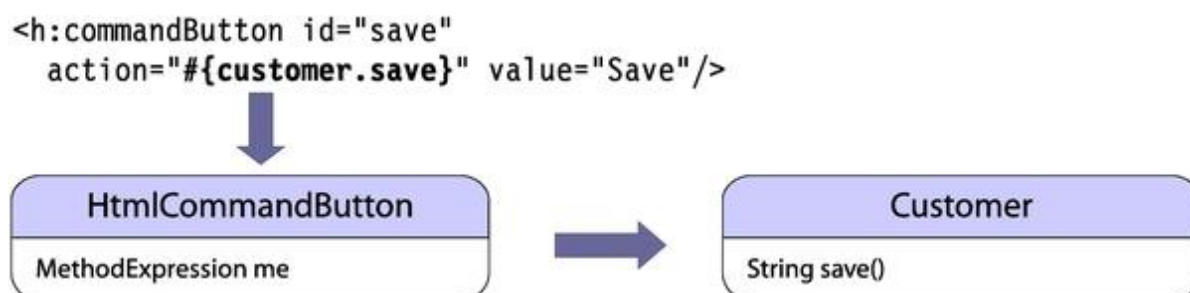 <h:commandButton id="save"
action="#{customer.save}" value="Save"/>
HtmlCommandButton
MethodExpression me
Customer
String save()